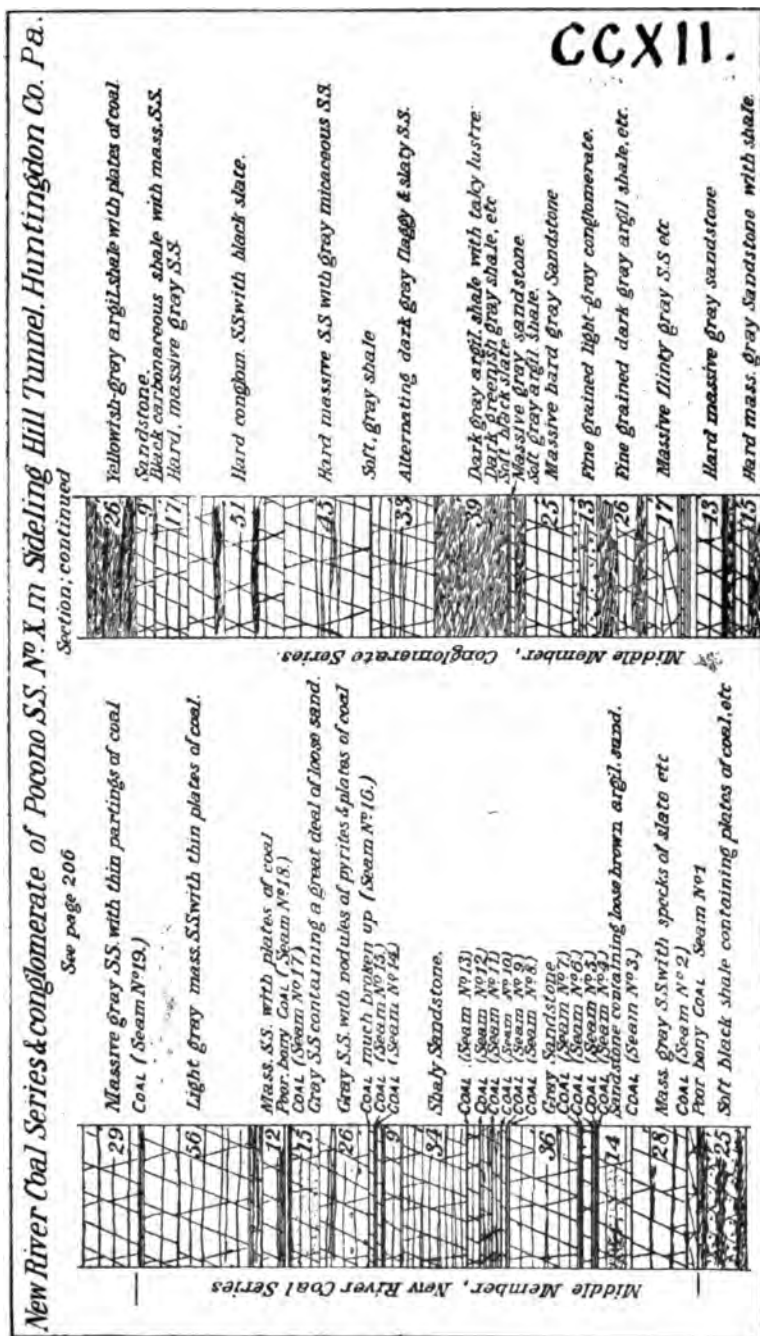 CCXII.
New River Coal Series & conglomerate of Pocono S.S. Nº X. in Sideling Hill Tunnel, Huntingdon Co. Pa.
See page 206
29 Massive gray S.S. with thin partings of coal
COAL (Seam Nº 19.)
56 Light gray mass. S.S with thin plates of coal.
12 Mass. S.S. with plates of coal
Poor bony COAL (Seam Nº 18.)
COAL (Seam Nº 17)
15 Gray S.S containing a great deal of loose sand.
26 Gray S.S. with nodules of pyrites & plates of coal
COAL much broken up (Seam Nº 16.)
COAL (Seam Nº 15.)
9 COAL (Seam Nº 14.)
34 Shaly Sandstone.
COAL (Seam Nº 13)
COAL (Seam Nº 12)
COAL (Seam Nº 11.)
COAL (Seam Nº 10)
COAL (Seam Nº 9.)
COAL (Seam Nº 8.)
36 Gray Sandstone
COAL (Seam Nº 7.)
COAL (Seam Nº 6.)
COAL (Seam Nº 5.)
COAL (Seam Nº 4.)
14 Sandstone containing loose brown argil. sand.
COAL (Seam Nº 3.)
28 Mass. gray S.S with specks of slate etc
COAL (Seam Nº 2)
Poor bony COAL Seam Nº 1
25 Soft black shale containing plates of coal, etc
Middle Member, New River Coal Series
Section; continued
26 Yellowish-gray argil. shale with plates of coal
9 Sandstone.
Black carbonaceous shale with mass. S.S.
17 Hard, massive gray S.S.
51 Hard conglom. SS with black slate.
45 Hard massive S.S with gray micaceous S.S.
Soft, gray shale
33 Alternating dark grey flaggy & slaty S.S.
39 Dark gray argil. shale with talcy lustre
Dark, greenish gray shale, etc
Soft black slate
Massive gray sandstone
Soft gray argil shale.
25 Massive hard gray Sandstone
13 Fine grained light-gray conglomerate.
26 Fine grained dark gray argil shale, etc.
17 Massive flinty gray S.S etc
43 Hard massive gray sandstone
15 Hard mass. gray Sandstone with shale.
Middle Member, Conglomerate Series.